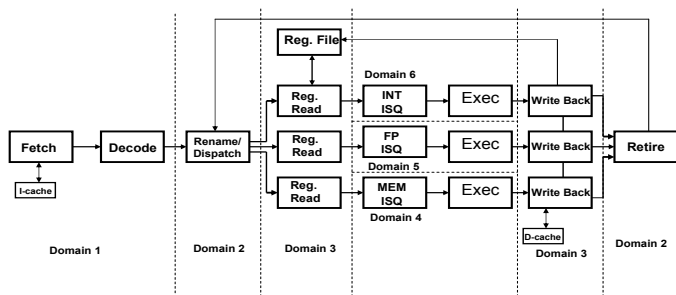 Reg. File
Domain 6
Reg.
Read
INT
ISQ
Exec
Write Back
Fetch
Decode
Rename/
Dispatch
Reg.
Read
FP
ISQ
Exec
Write Back
Retire
Domain 5
I-cache
Reg.
Read
MEM
ISQ
Exec
Write Back
Domain 4
D-cache
Domain 1
Domain 2
Domain 3
Domain 3
Domain 2